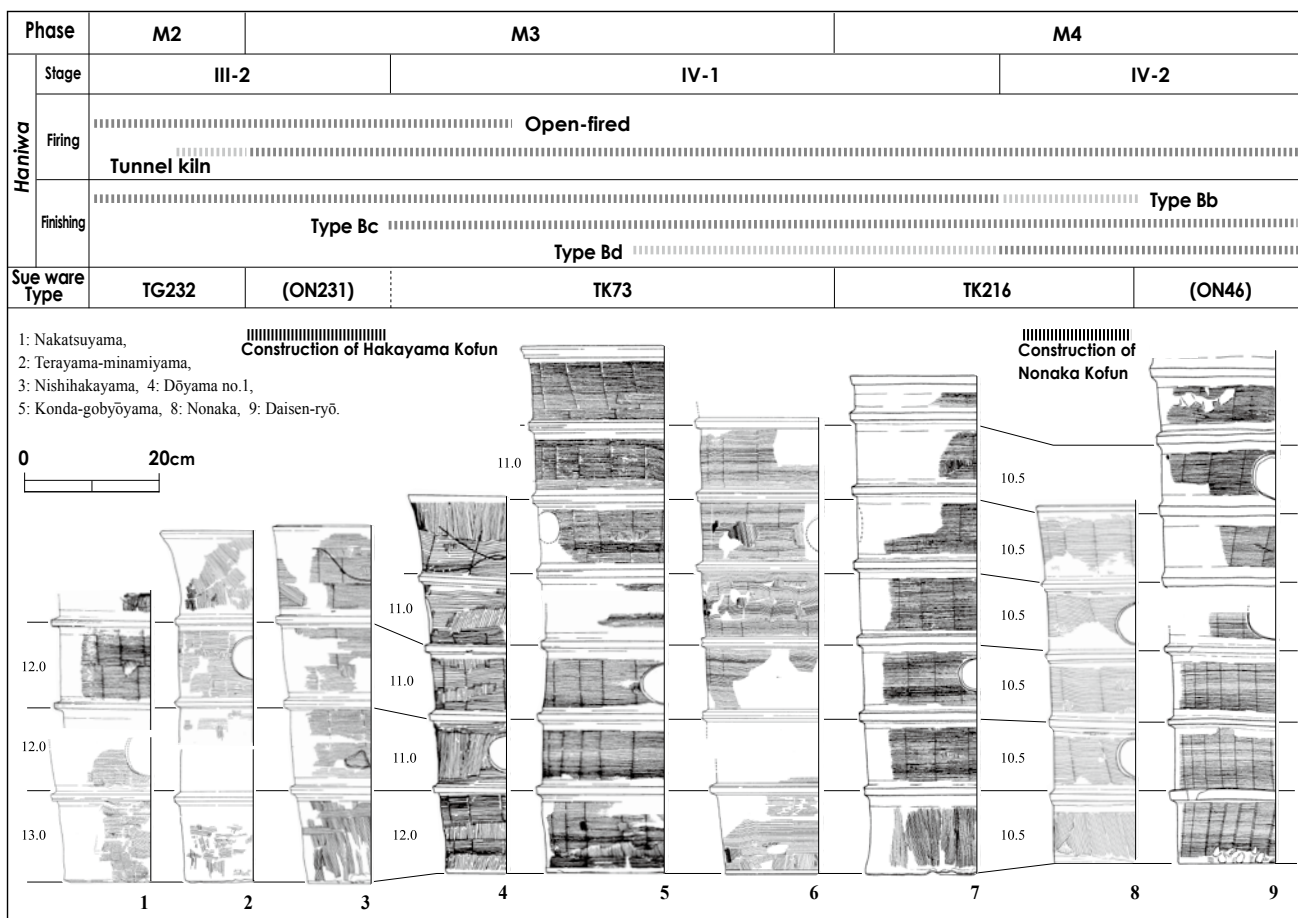 Phase M2 M3 M4
Haniwa
Stage III-2 IV-1 IV-2
Firing
Open-fired
Tunnel kiln
Finishing
Type Bb
Type Bc
Type Bd
Sue ware Type TG232 (ON231) TK73 TK216 (ON46)
1: Nakatsuyama,
2: Terayama-minamiyama,
3: Nishihakayama, 4: Dōyama no.1,
5: Konda-gobyōyama, 8: Nonaka, 9: Daisen-ryō.
Construction of Hakayama Kofun
Construction of
Nonaka Kofun
0 20cm
12.0
12.0
13.0
11.0
11.0
11.0
12.0
11.0
10.5
10.5
10.5
10.5
10.5
10.5
1 2 3 4 5 6 7 8 9